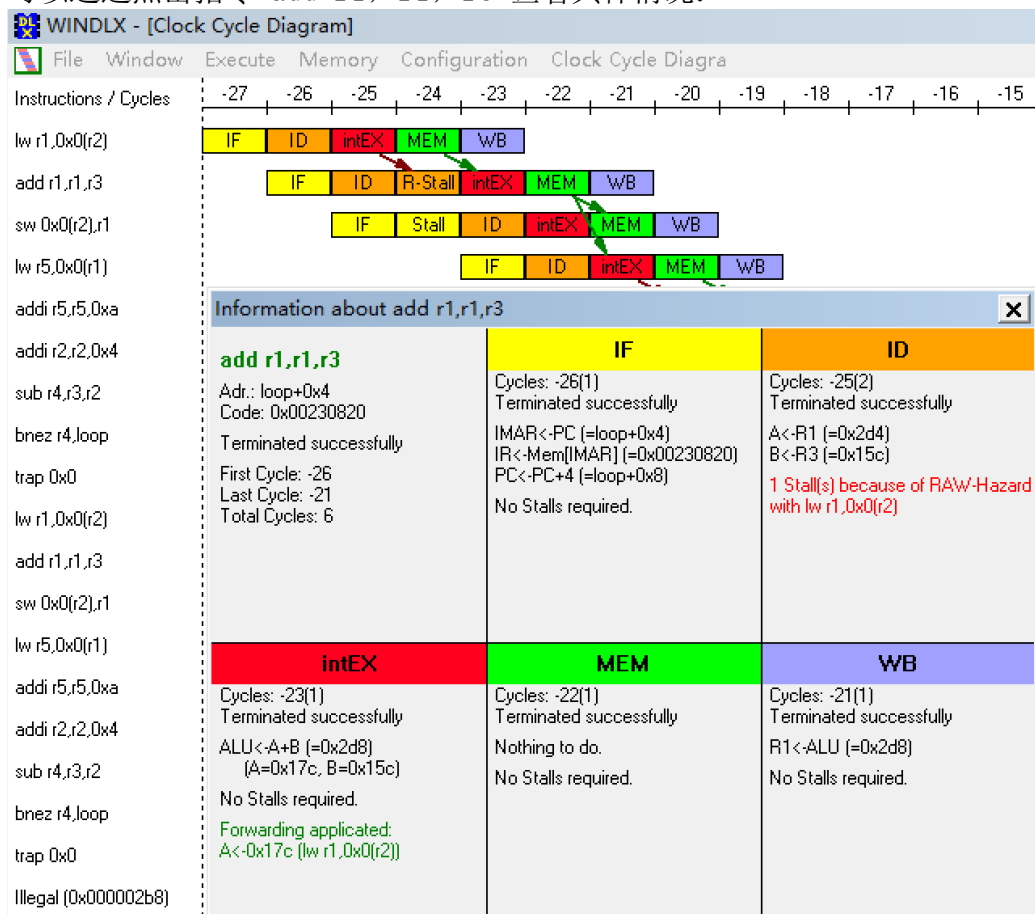 WINDLX - [Clock Cycle Diagram]
File Window Execute Memory Configuration Clock Cycle Diagra
Instructions / Cycles -27 -26 -25 -24 -23 -22 -21 -20 -19 -18 -17 -16 -15
lw r1,0x0(r2) IF ID intEX MEM WB
add r1,r1,r3 IF ID R-Stall intEX MEM WB
sw 0x0(r2),r1 IF Stall ID intEX MEM WB
lw r5,0x0(r1) IF ID intEX MEM WB
addi r5,r5,0xa
addi r2,r2,0x4
sub r4,r3,r2
bnez r4,loop
trap 0x0
lw r1,0x0(r2)
add r1,r1,r3
sw 0x0(r2),r1
lw r5,0x0(r1)
addi r5,r5,0xa
addi r2,r2,0x4
sub r4,r3,r2
bnez r4,loop
trap 0x0
Illegal (0x000002b8)
Information about add r1,r1,r3
add r1,r1,r3
Adr.: loop+0x4
Code: 0x00230820
Terminated successfully
First Cycle: -26
Last Cycle: -21
Total Cycles: 6
IF
Cycles: -26(1)
Terminated successfully
IMAR<-PC (=loop+0x4)
IR<-Mem[IMAR] (=0x00230820)
PC<-PC+4 (=loop+0x8)
No Stalls required.
ID
Cycles: -25(2)
Terminated successfully
A<-R1 (=0x2d4)
B<-R3 (=0x15c)
1 Stall(s) because of RAW-Hazard
with lw r1,0x0(r2)
intEX
Cycles: -23(1)
Terminated successfully
ALU<-A+B (=0x2d8)
(A=0x17c, B=0x15c)
No Stalls required.
Forwarding applicated:
A<-0x17c (lw r1,0x0(r2))
MEM
Cycles: -22(1)
Terminated successfully
Nothing to do.
No Stalls required.
WB
Cycles: -21(1)
Terminated successfully
R1<-ALU (=0x2d8)
No Stalls required.